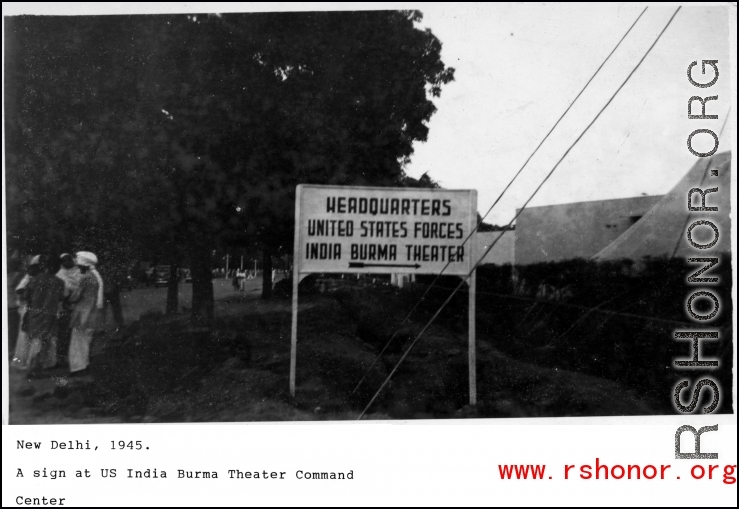 HEADQUARTERS
UNITED STATES FORCES
INDIA BURMA THEATER
New Delhi, 1945.
A sign at US India Burma Theater Command
Center
www.rshonor.org
RSHONOR.ORG